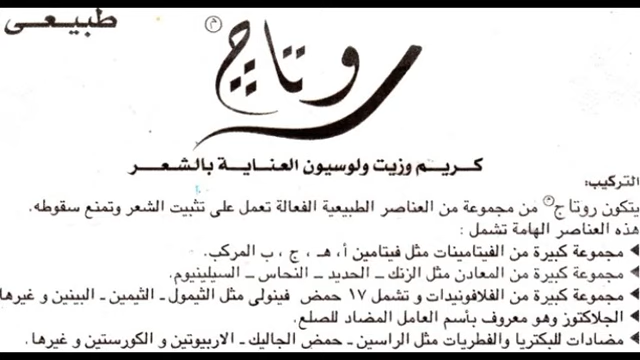 طبيعى
روتاج م
كريم وزيت ولوسيون العناية بالشعر
التركيب:
يتكون روتاج م من مجموعة من العناصر الطبيعية الفعالة تعمل على تثبيت الشعر وتمنع سقوطه.
هذه العناصر الهامة تشمل :
مجموعة كبيرة من الفيتامينات مثل فيتامين أ ، هـ ، ج ، ب المركب.
مجموعة كبيرة من المعادن مثل الزنك ـ الحديد ـ النحاس ـ السيلينيوم.
مجموعة كبيرة من الفلافونيدات و تشمل ١٧ حمض فينولى مثل الثيمول ـ الثيمين ـ البينين و غيرها
الجلاكتوز وهو معروف بأسم العامل المضاد للصلع.
مضادات للبكتريا والفطريات مثل الراسين ـ حمض الجاليك ـ الاربيوتين و الكورستين و غيرها.